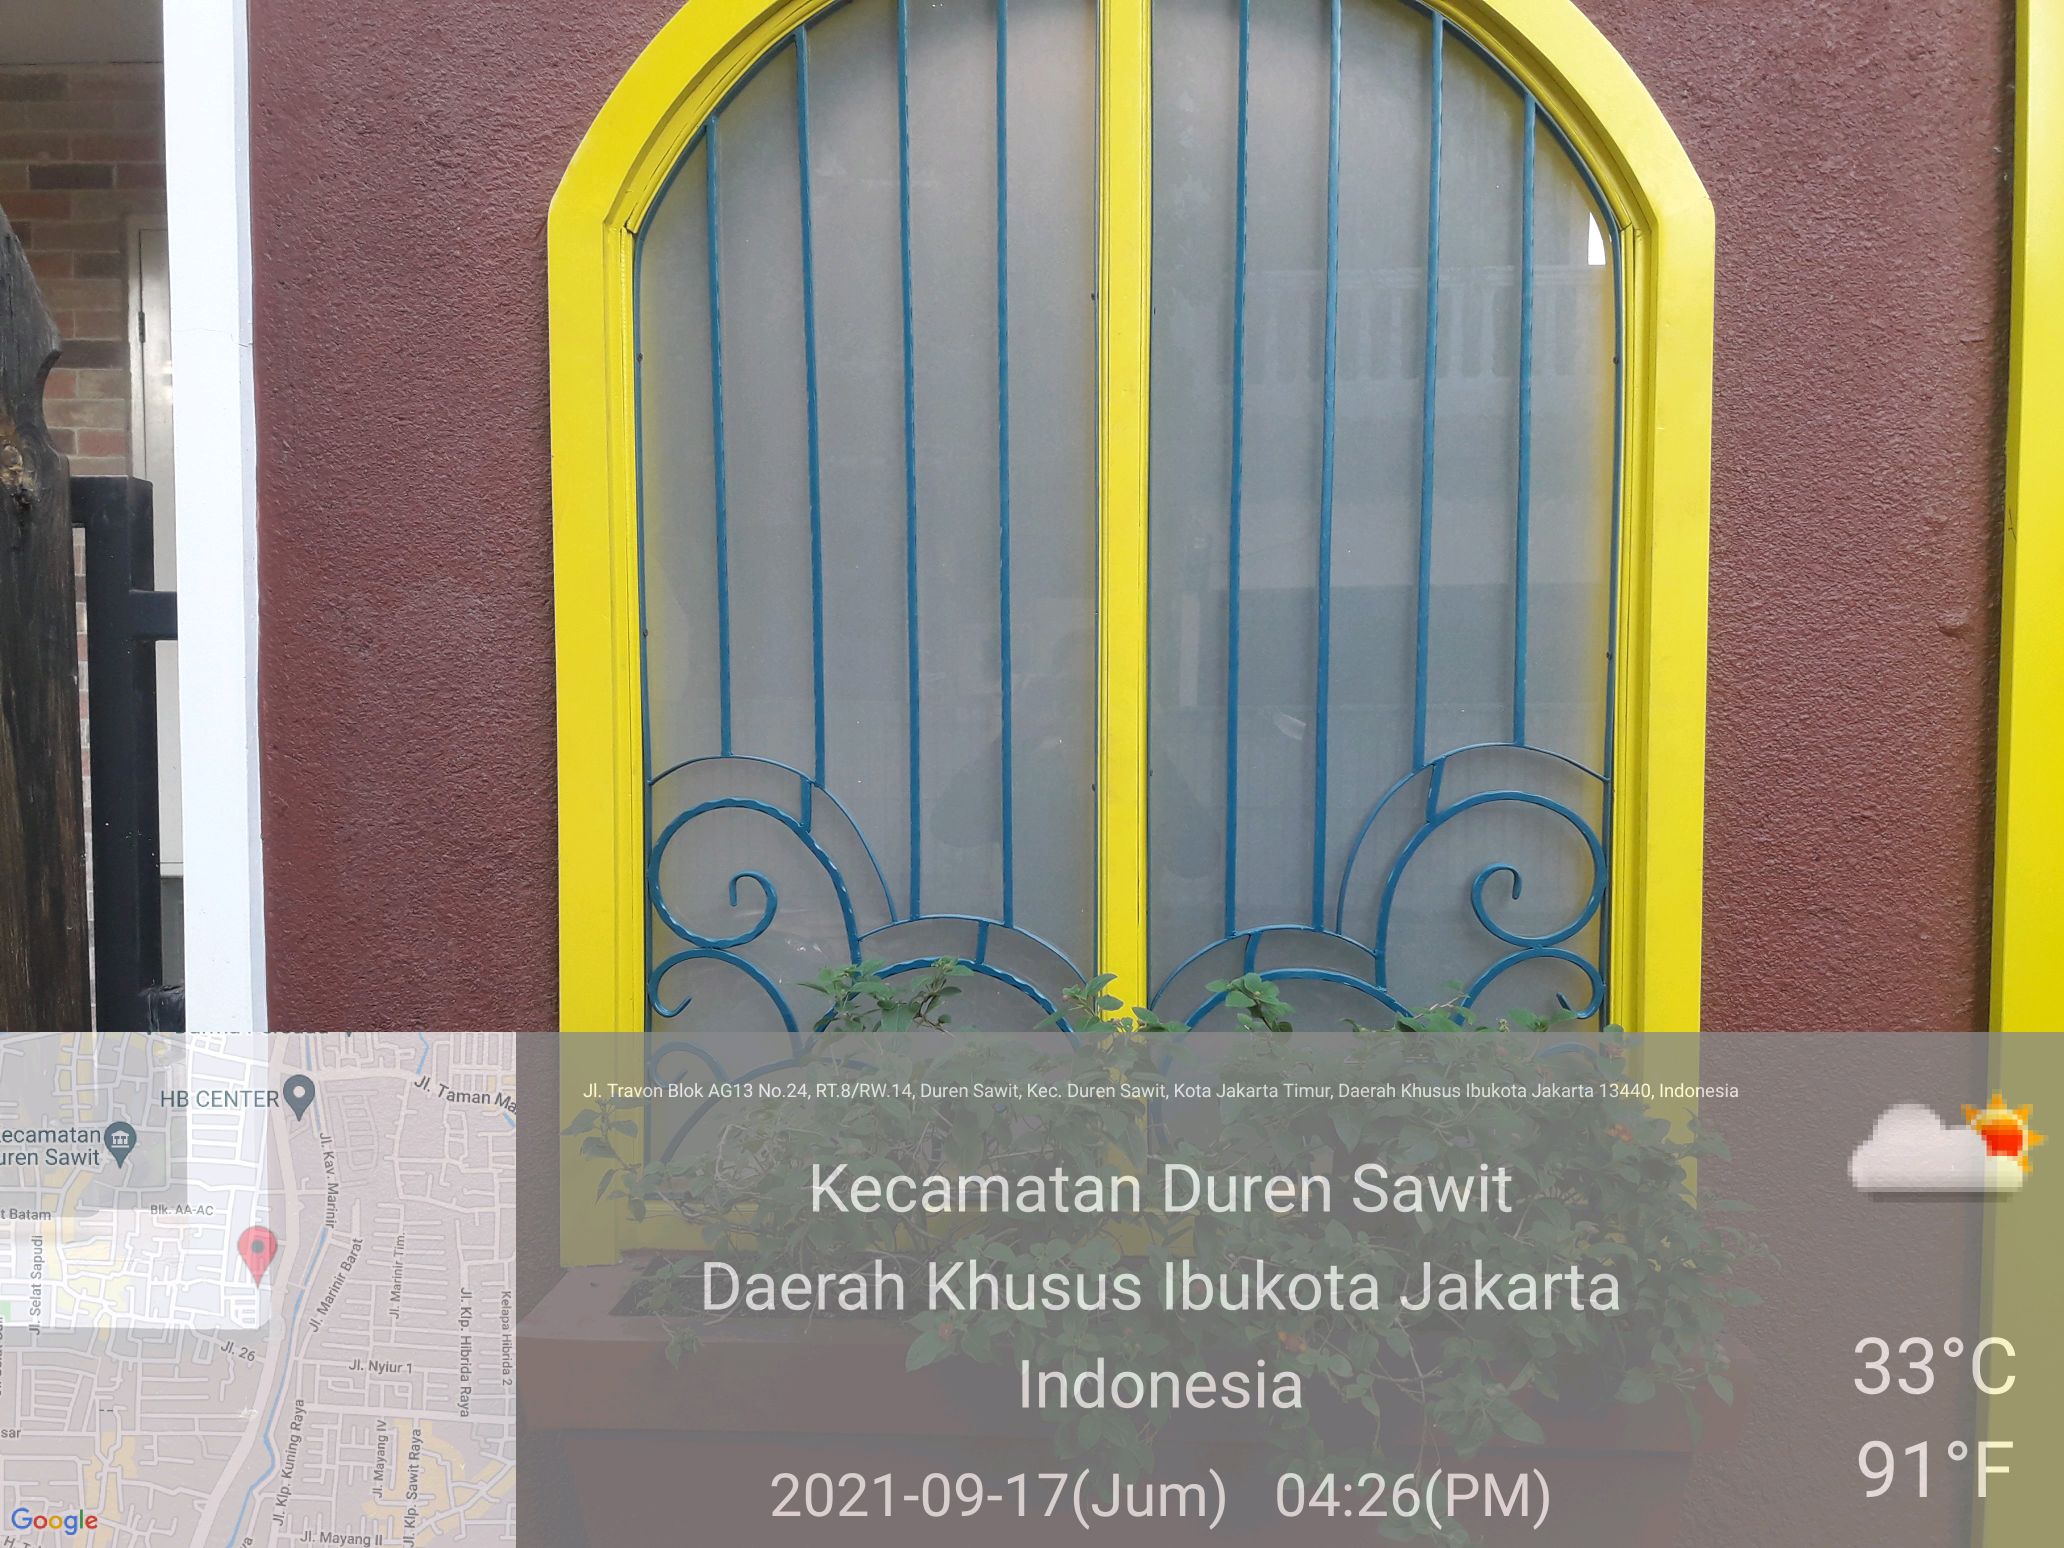 HB CENTER
Jl. Taman Ma
ecamatan
uren Sawit
Jl. Kav. Marinir
t Batam
Blk. AA-AC
Jl. Selat Sapudi
Jl. Marinir Barat
Jl. Marinir Tim.
Jl. Klp. Hibrida Raya
Kelapa Hibrida 2
Jl. 26
Jl. Nyiur 1
sar
Jl. Klp. Kuning Raya
Jl. Mayang IV
Jl. Klp. Sawit Raya
Google
Jl. Mayang II
Jl. Travon Blok AG13 No.24, RT.8/RW.14, Duren Sawit, Kec. Duren Sawit, Kota Jakarta Timur, Daerah Khusus Ibukota Jakarta 13440, Indonesia
Kecamatan Duren Sawit
Daerah Khusus Ibukota Jakarta
Indonesia
2021-09-17(Jum) 04:26(PM)
33°C
91°F